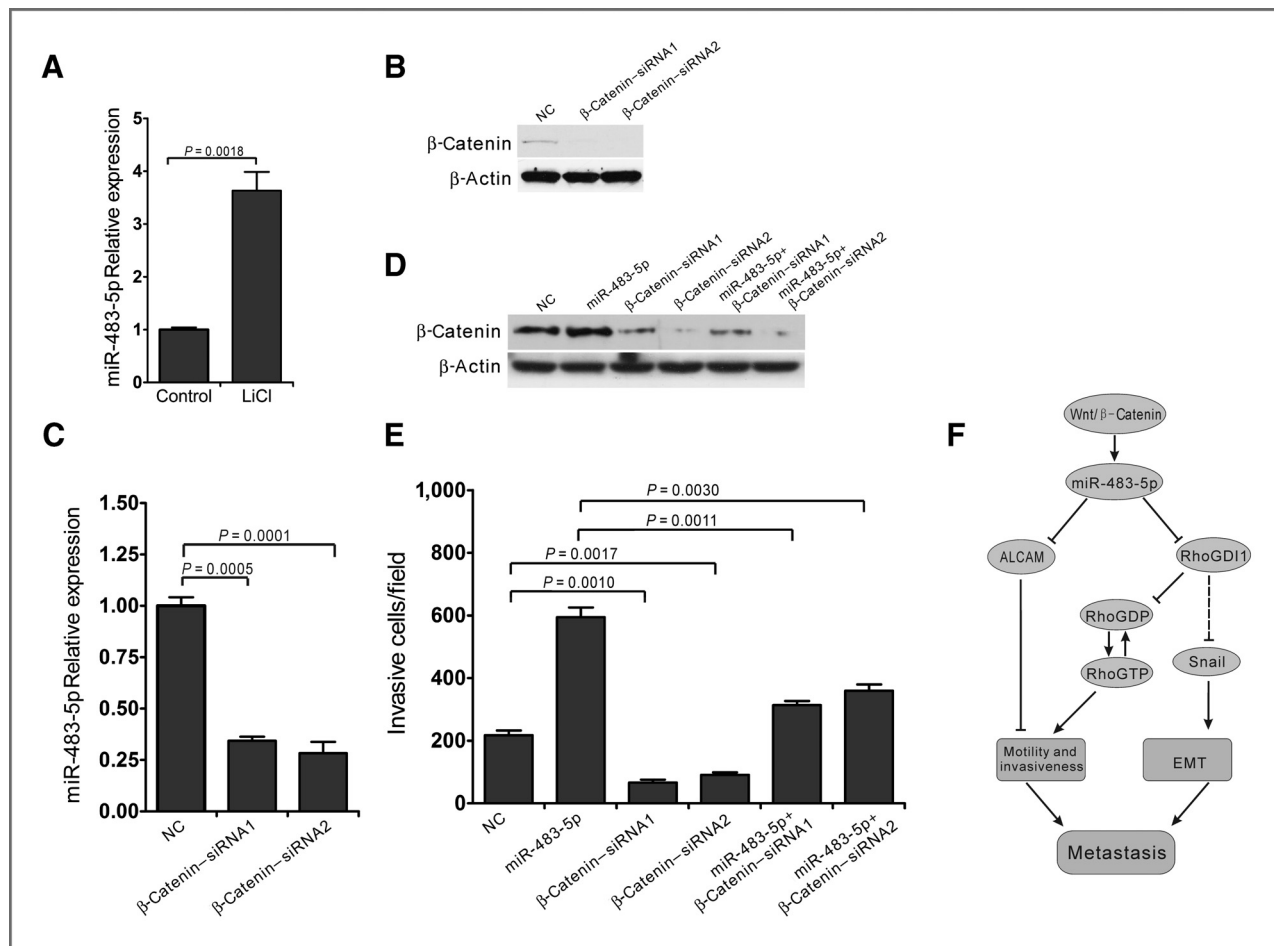 A
miR-483-5p Relative expression
5
4
3
2
1
0
P = 0.0018
Control
LiCl
B
NC
β-Catenin–siRNA1
β-Catenin–siRNA2
β-Catenin
β-Actin
D
NC
miR-483-5p
β-Catenin–siRNA1
β-Catenin–siRNA2
miR-483-5p+
β-Catenin–siRNA1
miR-483-5p+
β-Catenin–siRNA2
β-Catenin
β-Actin
C
miR-483-5p Relative expression
1.50
1.25
1.00
0.75
0.50
0.25
0.00
P = 0.0001
P = 0.0005
NC
β-Catenin–siRNA1
β-Catenin–siRNA2
E
Invasive cells/field
1,000
800
600
400
200
0
P = 0.0030
P = 0.0011
P = 0.0017
P = 0.0010
NC
miR-483-5p
β-Catenin–siRNA1
β-Catenin–siRNA2
miR-483-5p+
β-Catenin–siRNA1
miR-483-5p+
β-Catenin–siRNA2
F
Wnt/β-Catenin
miR-483-5p
ALCAM
RhoGDI1
RhoGDP
RhoGTP
Snail
Motility and
invasiveness
EMT
Metastasis